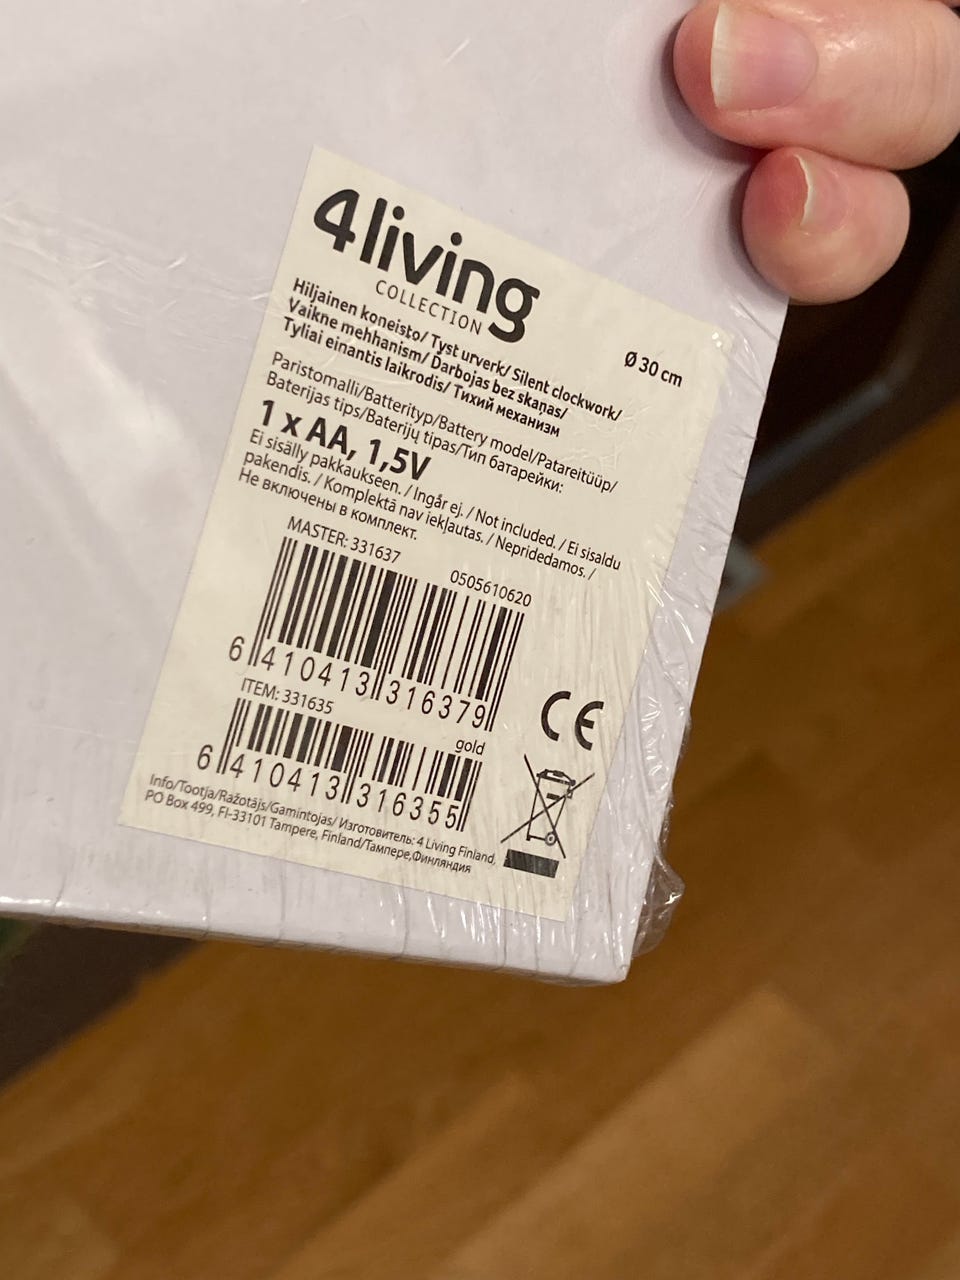 4living
COLLECTION
Ø 30 cm
Hiljainen koneisto/ Tyst urverk/ Silent clockwork/
Vaikne mehhanism/ Darbojas bez skaņas/
Tyliai einantis laikrodis/ Тихий механизм
Paristomalli/Batterityp/Battery model/Patareitüüp/
Baterijas tips/Baterijų tipas/Тип батарейки:
1 x AA, 1,5V
Ei sisälly pakkaukseen. / Ingår ej. / Not included. / Ei sisaldu
pakendis. / Komplektā nav iekļautas. / Nepridedamos. /
Не включены в комплект.
MASTER: 331637
0505610620
6 410413 316379
ITEM: 331635
gold
6 410413 316355
CE
Info/Tootja/Ražotājs/Gamintojas/ Изготовитель: 4 Living Finland,
PO Box 499, FI-33101 Tampere, Finland/Тампере,Финляндия